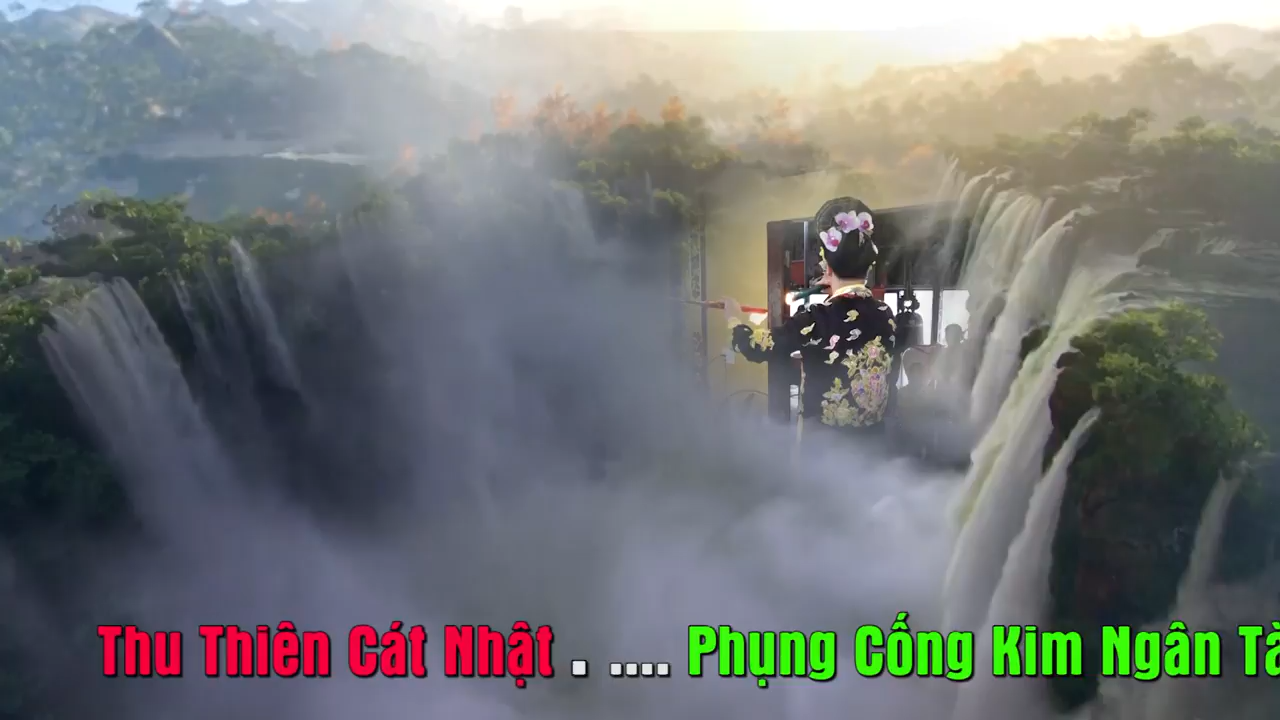 Thu Thiên Cát Nhật . .... Phụng Cống Kim Ngân